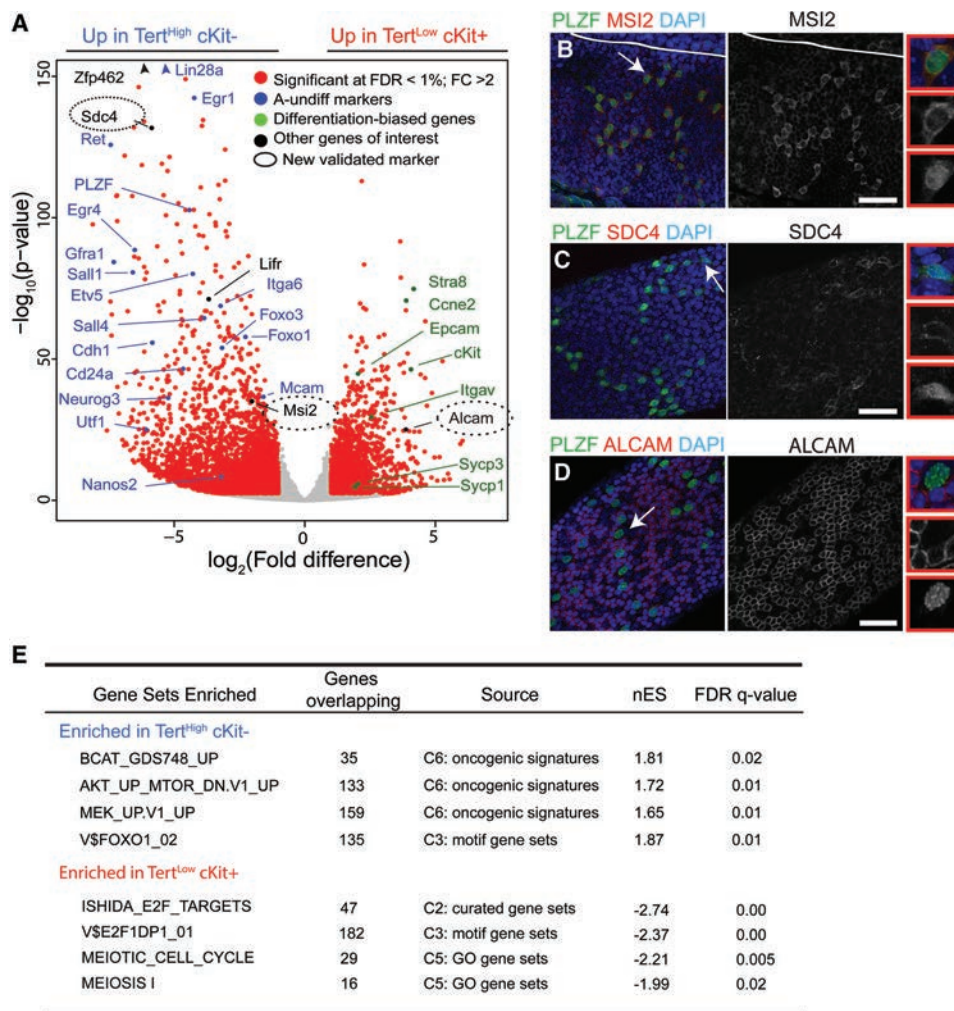 A
Up in Tert^High cKit-
Up in Tert^Low cKit+
Significant at FDR < 1%; FC >2
A-undiff markers
Differentiation-biased genes
Other genes of interest
New validated marker
Zfp462
Lin28a
Sdc4
Egr1
Ret
PLZF
Egr4
Gfra1
Sall1
Etv5
Sall4
Cdh1
Cd24a
Neurog3
Utf1
Nanos2
Lifr
Itga6
Foxo3
Foxo1
Mcam
Msi2
Stra8
Ccne2
Epcam
cKit
Itgav
Alcam
Sycp3
Sycp1
150
100
50
0
−log10(p−value)
−5
0
5
log2(Fold difference)
PLZF MSI2 DAPI
MSI2
B
PLZF SDC4 DAPI
SDC4
C
PLZF ALCAM DAPI
ALCAM
D
E
Gene Sets Enriched Genes overlapping Source nES FDR q-value
Enriched in Tert^High cKit-
BCAT_GDS748_UP 35 C6: oncogenic signatures 1.81 0.02
AKT_UP_MTOR_DN.V1_UP 133 C6: oncogenic signatures 1.72 0.01
MEK_UP.V1_UP 159 C6: oncogenic signatures 1.65 0.01
V$FOXO1_02 135 C3: motif gene sets 1.87 0.01
Enriched in Tert^Low cKit+
ISHIDA_E2F_TARGETS 47 C2: curated gene sets -2.74 0.00
V$E2F1DP1_01 182 C3: motif gene sets -2.37 0.00
MEIOTIC_CELL_CYCLE 29 C5: GO gene sets -2.21 0.005
MEIOSIS I 16 C5: GO gene sets -1.99 0.02